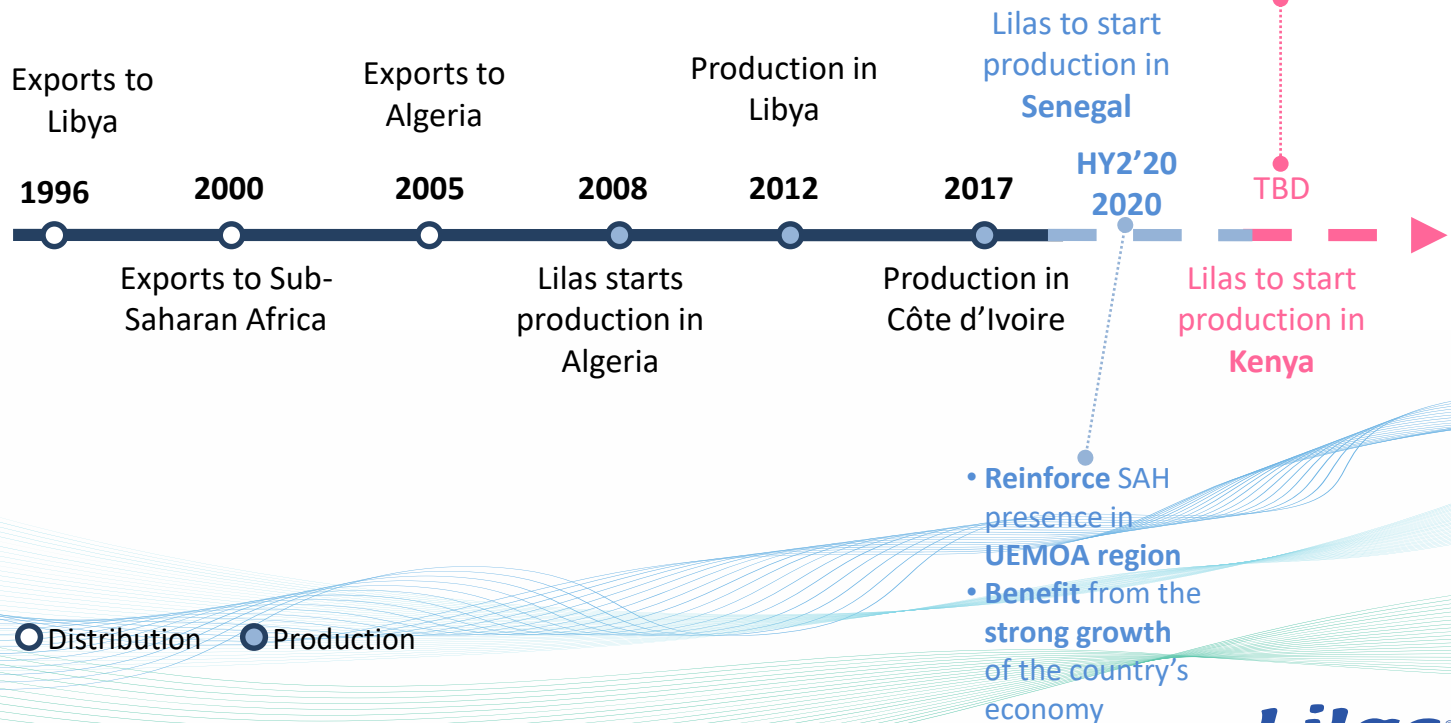 Exports to
Libya
Exports to
Algeria
Production in
Libya
Lilas to start
production in
Senegal
1996
2000
2005
2008
2012
2017
HY2’20
2020
TBD
Exports to Sub-
Saharan Africa
Lilas starts
production in
Algeria
Production in
Côte d’Ivoire
Lilas to start
production in
Kenya
• Reinforce SAH
presence in
UEMOA region
• Benefit from the
strong growth
of the country’s
economy
Distribution
Production